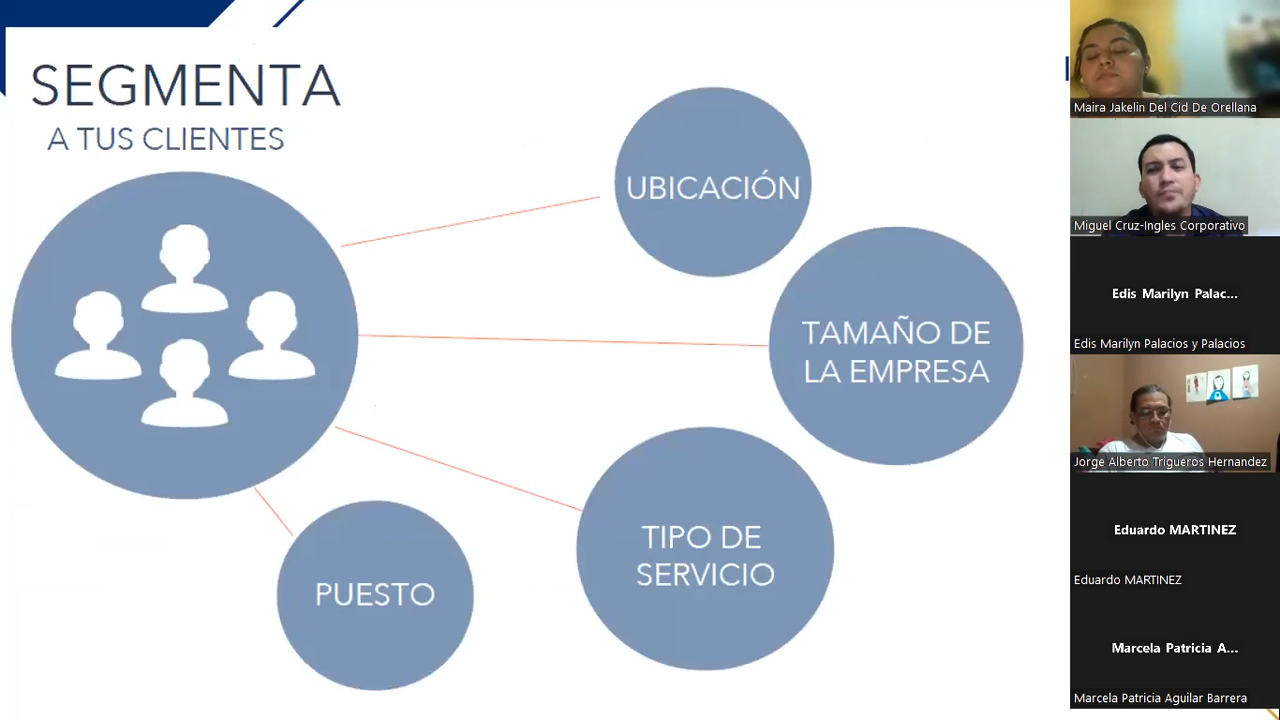 SEGMENTA
A TUS CLIENTES
UBICACIÓN
TAMAÑO DE
LA EMPRESA
TIPO DE
SERVICIO
PUESTO
Maira Jakelin Del Cid De Orellana
Miguel Cruz-Ingles Corporativo
Edis Marilyn Palac...
Edis Marilyn Palacios y Palacios
Jorge Alberto Trigueros Hernandez
Eduardo MARTINEZ
Eduardo MARTINEZ
Marcela Patricia A...
Marcela Patricia Aguilar Barrera